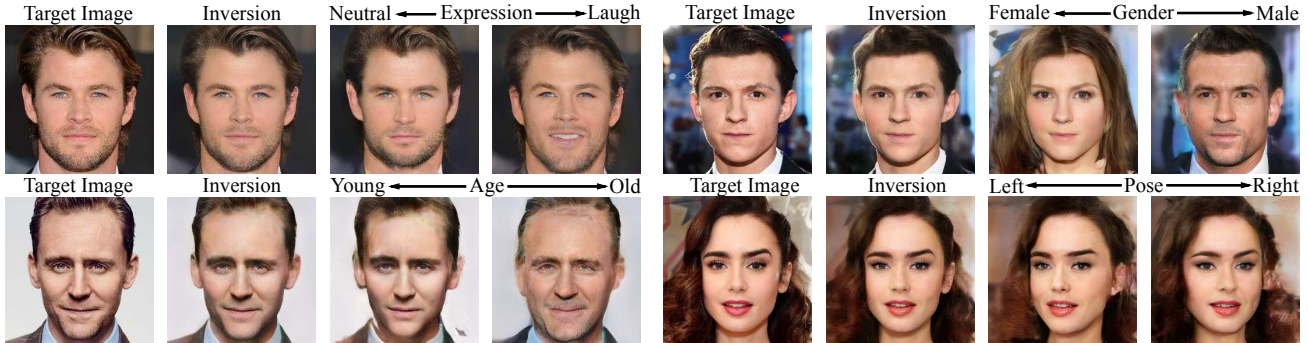 Target Image Inversion Neutral Expression Laugh
Target Image Inversion Female Gender Male
Target Image Inversion Young Age Old
Target Image Inversion Left Pose Right